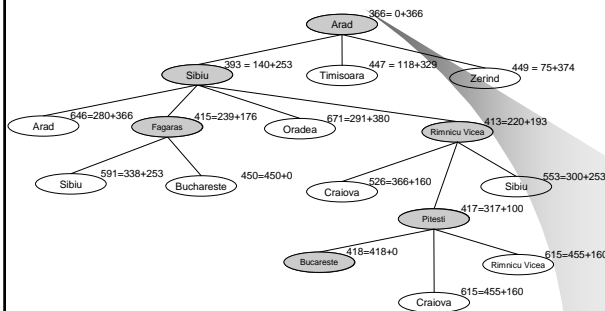 366= 0+366
Arad
393 = 140+253
447 = 118+329
449 = 75+374
Sibiu
Timisoara
Zerind
646=280+366
415=239+176
671=291+380
413=220+193
Arad
Fagaras
Oradea
Rimnicu Vicea
591=338+253
450=450+0
526=366+160
553=300+253
Sibiu
Buchareste
Craiova
Sibiu
417=317+100
Pitesti
418=418+0
615=455+160
Bucareste
Rimnicu Vicea
615=455+160
Craiova